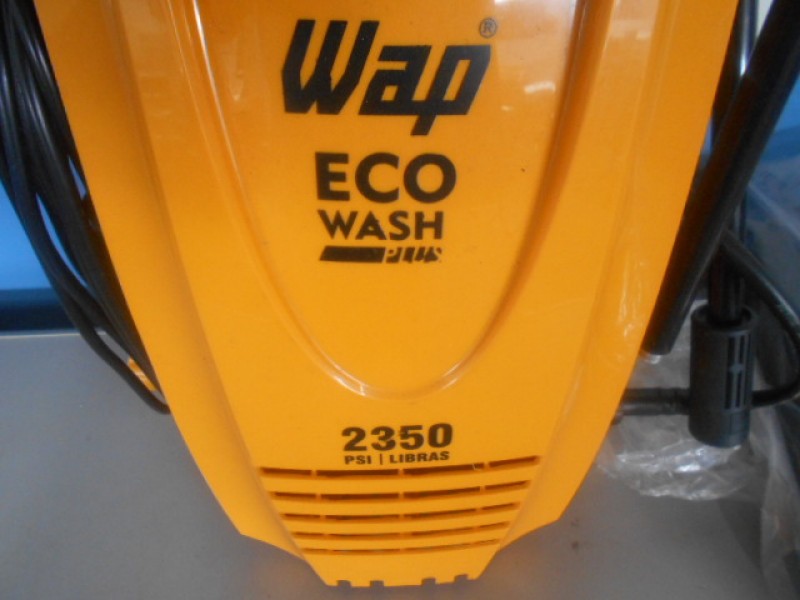 Wap®
ECO
WASH
PLUS
2350
PSI | LIBRAS